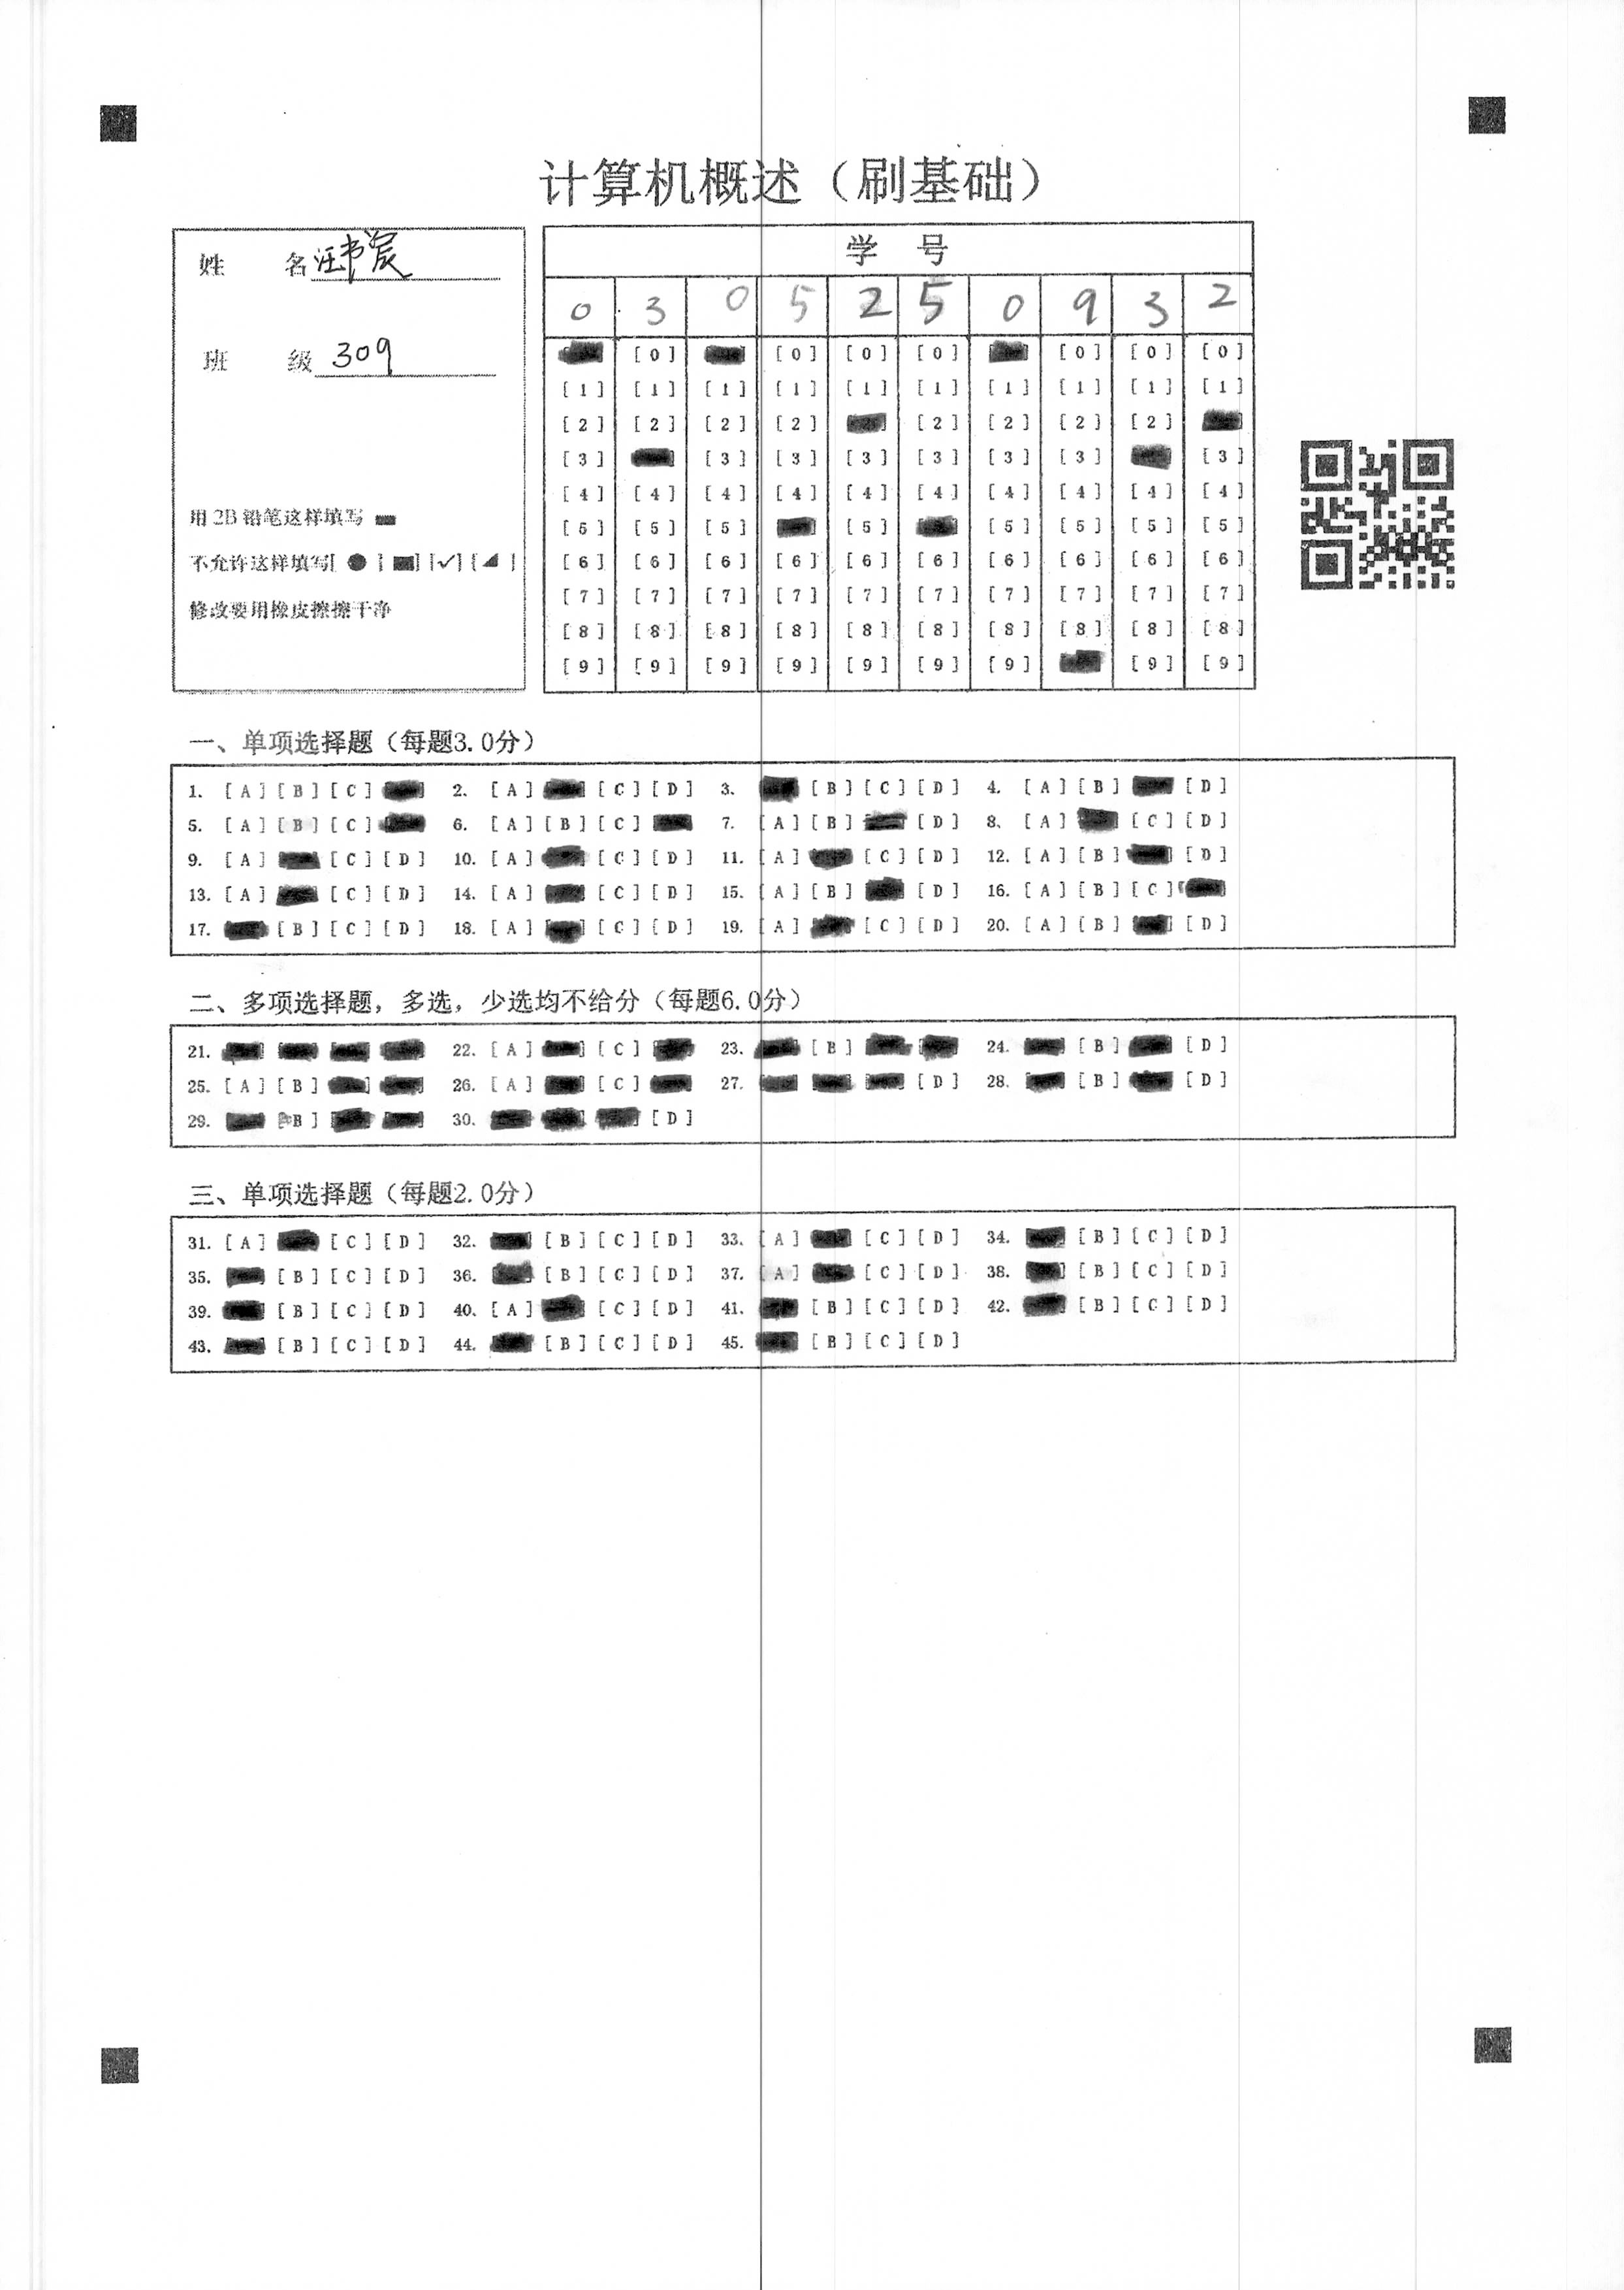 计算机概述（刷基础）
姓 名 汪书宸
班 级 309
用 2B 铅笔这样填写
不允许这样填写[ ● ] [■] [✓] [◢ ]
修改要用橡皮擦擦干净
学 号
0 3 0 5 2 5 0 9 3 2
[0] [0] [0] [0] [0] [0] [0]
[1] [1] [1] [1] [1] [1] [1] [1] [1] [1]
[2] [2] [2] [2] [2] [2] [2] [2]
[3] [3] [3] [3] [3] [3] [3] [3]
[4] [4] [4] [4] [4] [4] [4] [4] [4] [4]
[5] [5] [5] [5] [5] [5] [5] [5]
[6] [6] [6] [6] [6] [6] [6] [6] [6] [6]
[7] [7] [7] [7] [7] [7] [7] [7] [7] [7]
[8] [8] [8] [8] [8] [8] [8] [8] [8] [8]
[9] [9] [9] [9] [9] [9] [9] [9] [9]
一、单项选择题（每题3.0分）
1. [A] [B] [C] 2. [A] [C] [D] 3. [B] [C] [D] 4. [A] [B] [D]
5. [A] [B] [C] 6. [A] [B] [C] 7. [A] [B] [D] 8. [A] [C] [D]
9. [A] [C] [D] 10. [A] [C] [D] 11. [A] [C] [D] 12. [A] [B] [D]
13. [A] [C] [D] 14. [A] [C] [D] 15. [A] [B] [D] 16. [A] [B] [C]
17. [B] [C] [D] 18. [A] [C] [D] 19. [A] [C] [D] 20. [A] [B] [D]
二、多项选择题，多选，少选均不给分（每题6.0分）
21. 22. [A] [C] 23. [B] 24. [B] [D]
25. [A] [B] 26. [A] [C] 27. [D] 28. [B] [D]
29. [B] 30. [D]
三、单项选择题（每题2.0分）
31. [A] [C] [D] 32. [B] [C] [D] 33. [A] [C] [D] 34. [B] [C] [D]
35. [B] [C] [D] 36. [B] [C] [D] 37. [A] [C] [D] 38. [B] [C] [D]
39. [B] [C] [D] 40. [A] [C] [D] 41. [B] [C] [D] 42. [B] [C] [D]
43. [B] [C] [D] 44. [B] [C] [D] 45. [B] [C] [D]